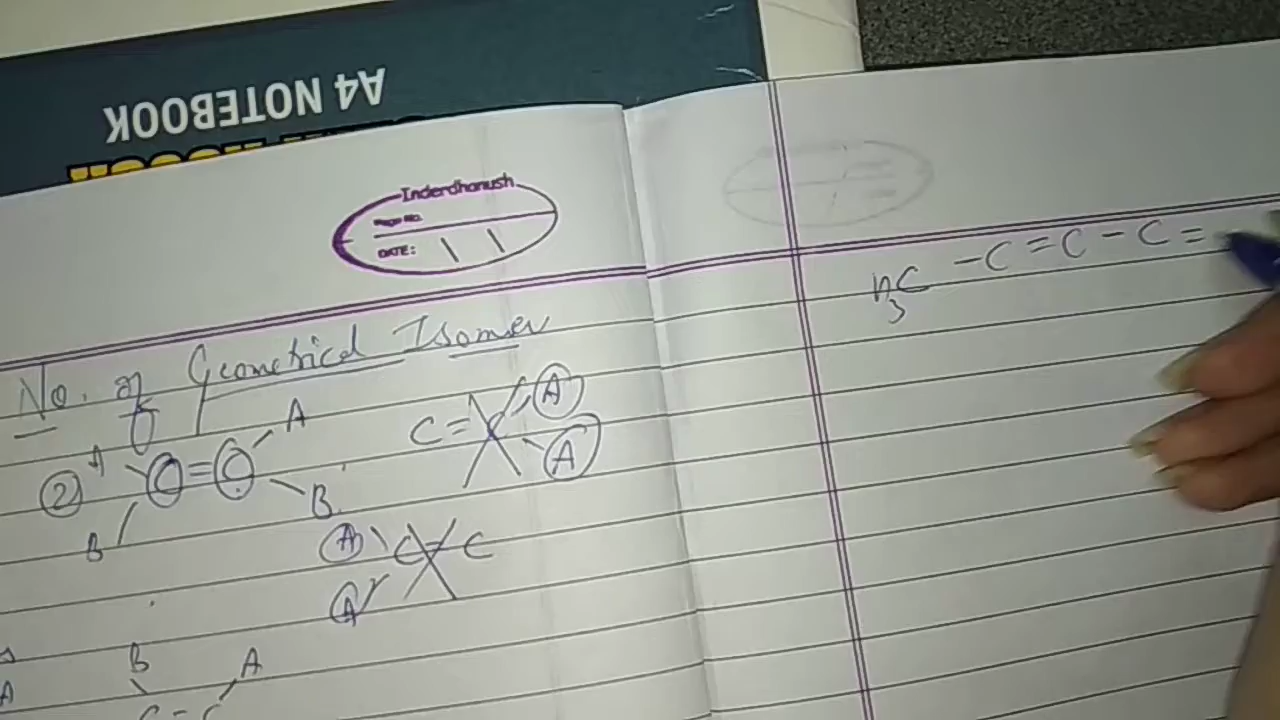 A4 NOTEBOOK
Inderdhanush
Page No.
DATE:
No. of Geometrical Isomer
2 A C=C A
B B
C= C A
A
A C=C
A
B A
A C=C
H3C -C=C-C=